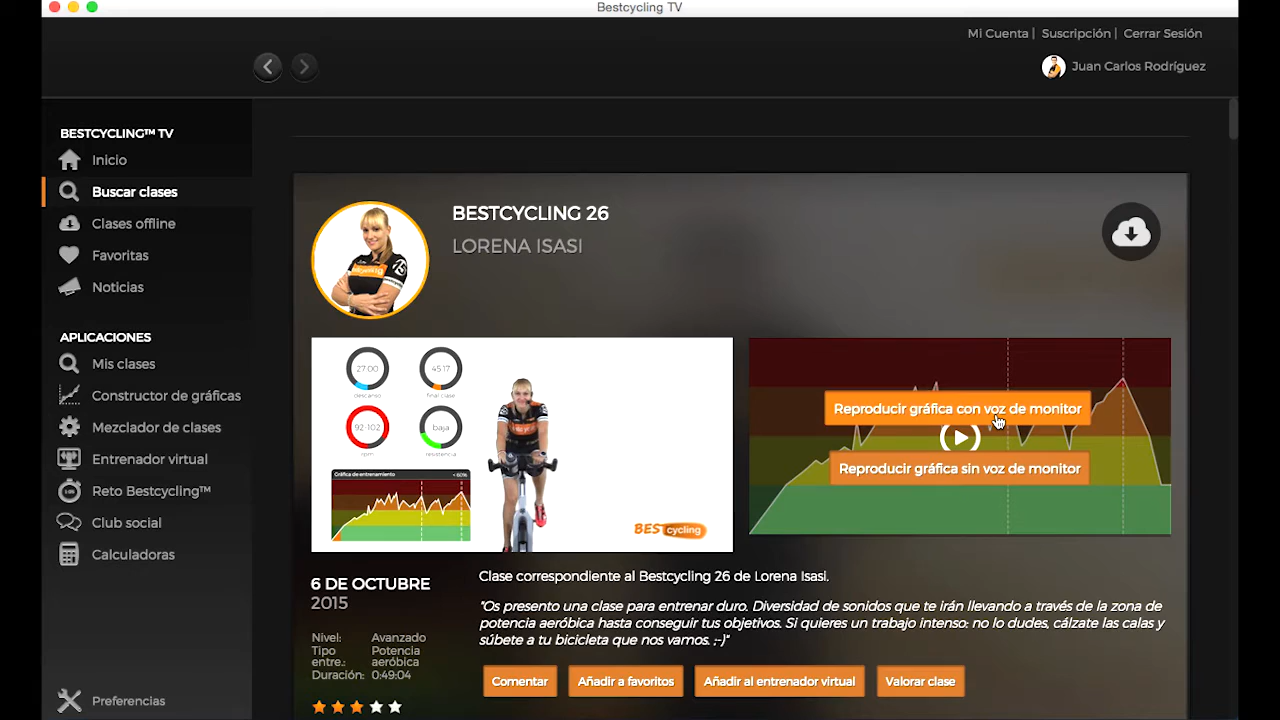 Bestcycling TV
Mi Cuenta | Suscripción | Cerrar Sesión
Juan Carlos Rodríguez
BESTCYCLING™ TV
Inicio
Buscar clases
Clases offline
Favoritas
Noticias
APLICACIONES
Mis clases
Constructor de gráficas
Mezclador de clases
Entrenador virtual
Reto Bestcycling™
Club social
Calculadoras
Preferencias
BESTCYCLING 26
LORENA ISASI
27:00
descanso
45:17
final clase
92-102
rpm
baja
resistencia
Gráfica de entrenamiento < 60%
BESTcycling
Reproducir gráfica con voz de monitor
Reproducir gráfica sin voz de monitor
6 DE OCTUBRE
2015
Nivel: Avanzado
Tipo entre.: Potencia aeróbica
Duración: 0:49:04
Clase correspondiente al Bestcycling 26 de Lorena Isasi.
"Os presento una clase para entrenar duro. Diversidad de sonidos que te irán llevando a través de la zona de
potencia aeróbica hasta conseguir tus objetivos. Si quieres un trabajo intenso: no lo dudes, cálzate las calas y
súbete a tu bicicleta que nos vamos. ;-)"
Comentar
Añadir a favoritos
Añadir al entrenador virtual
Valorar clase